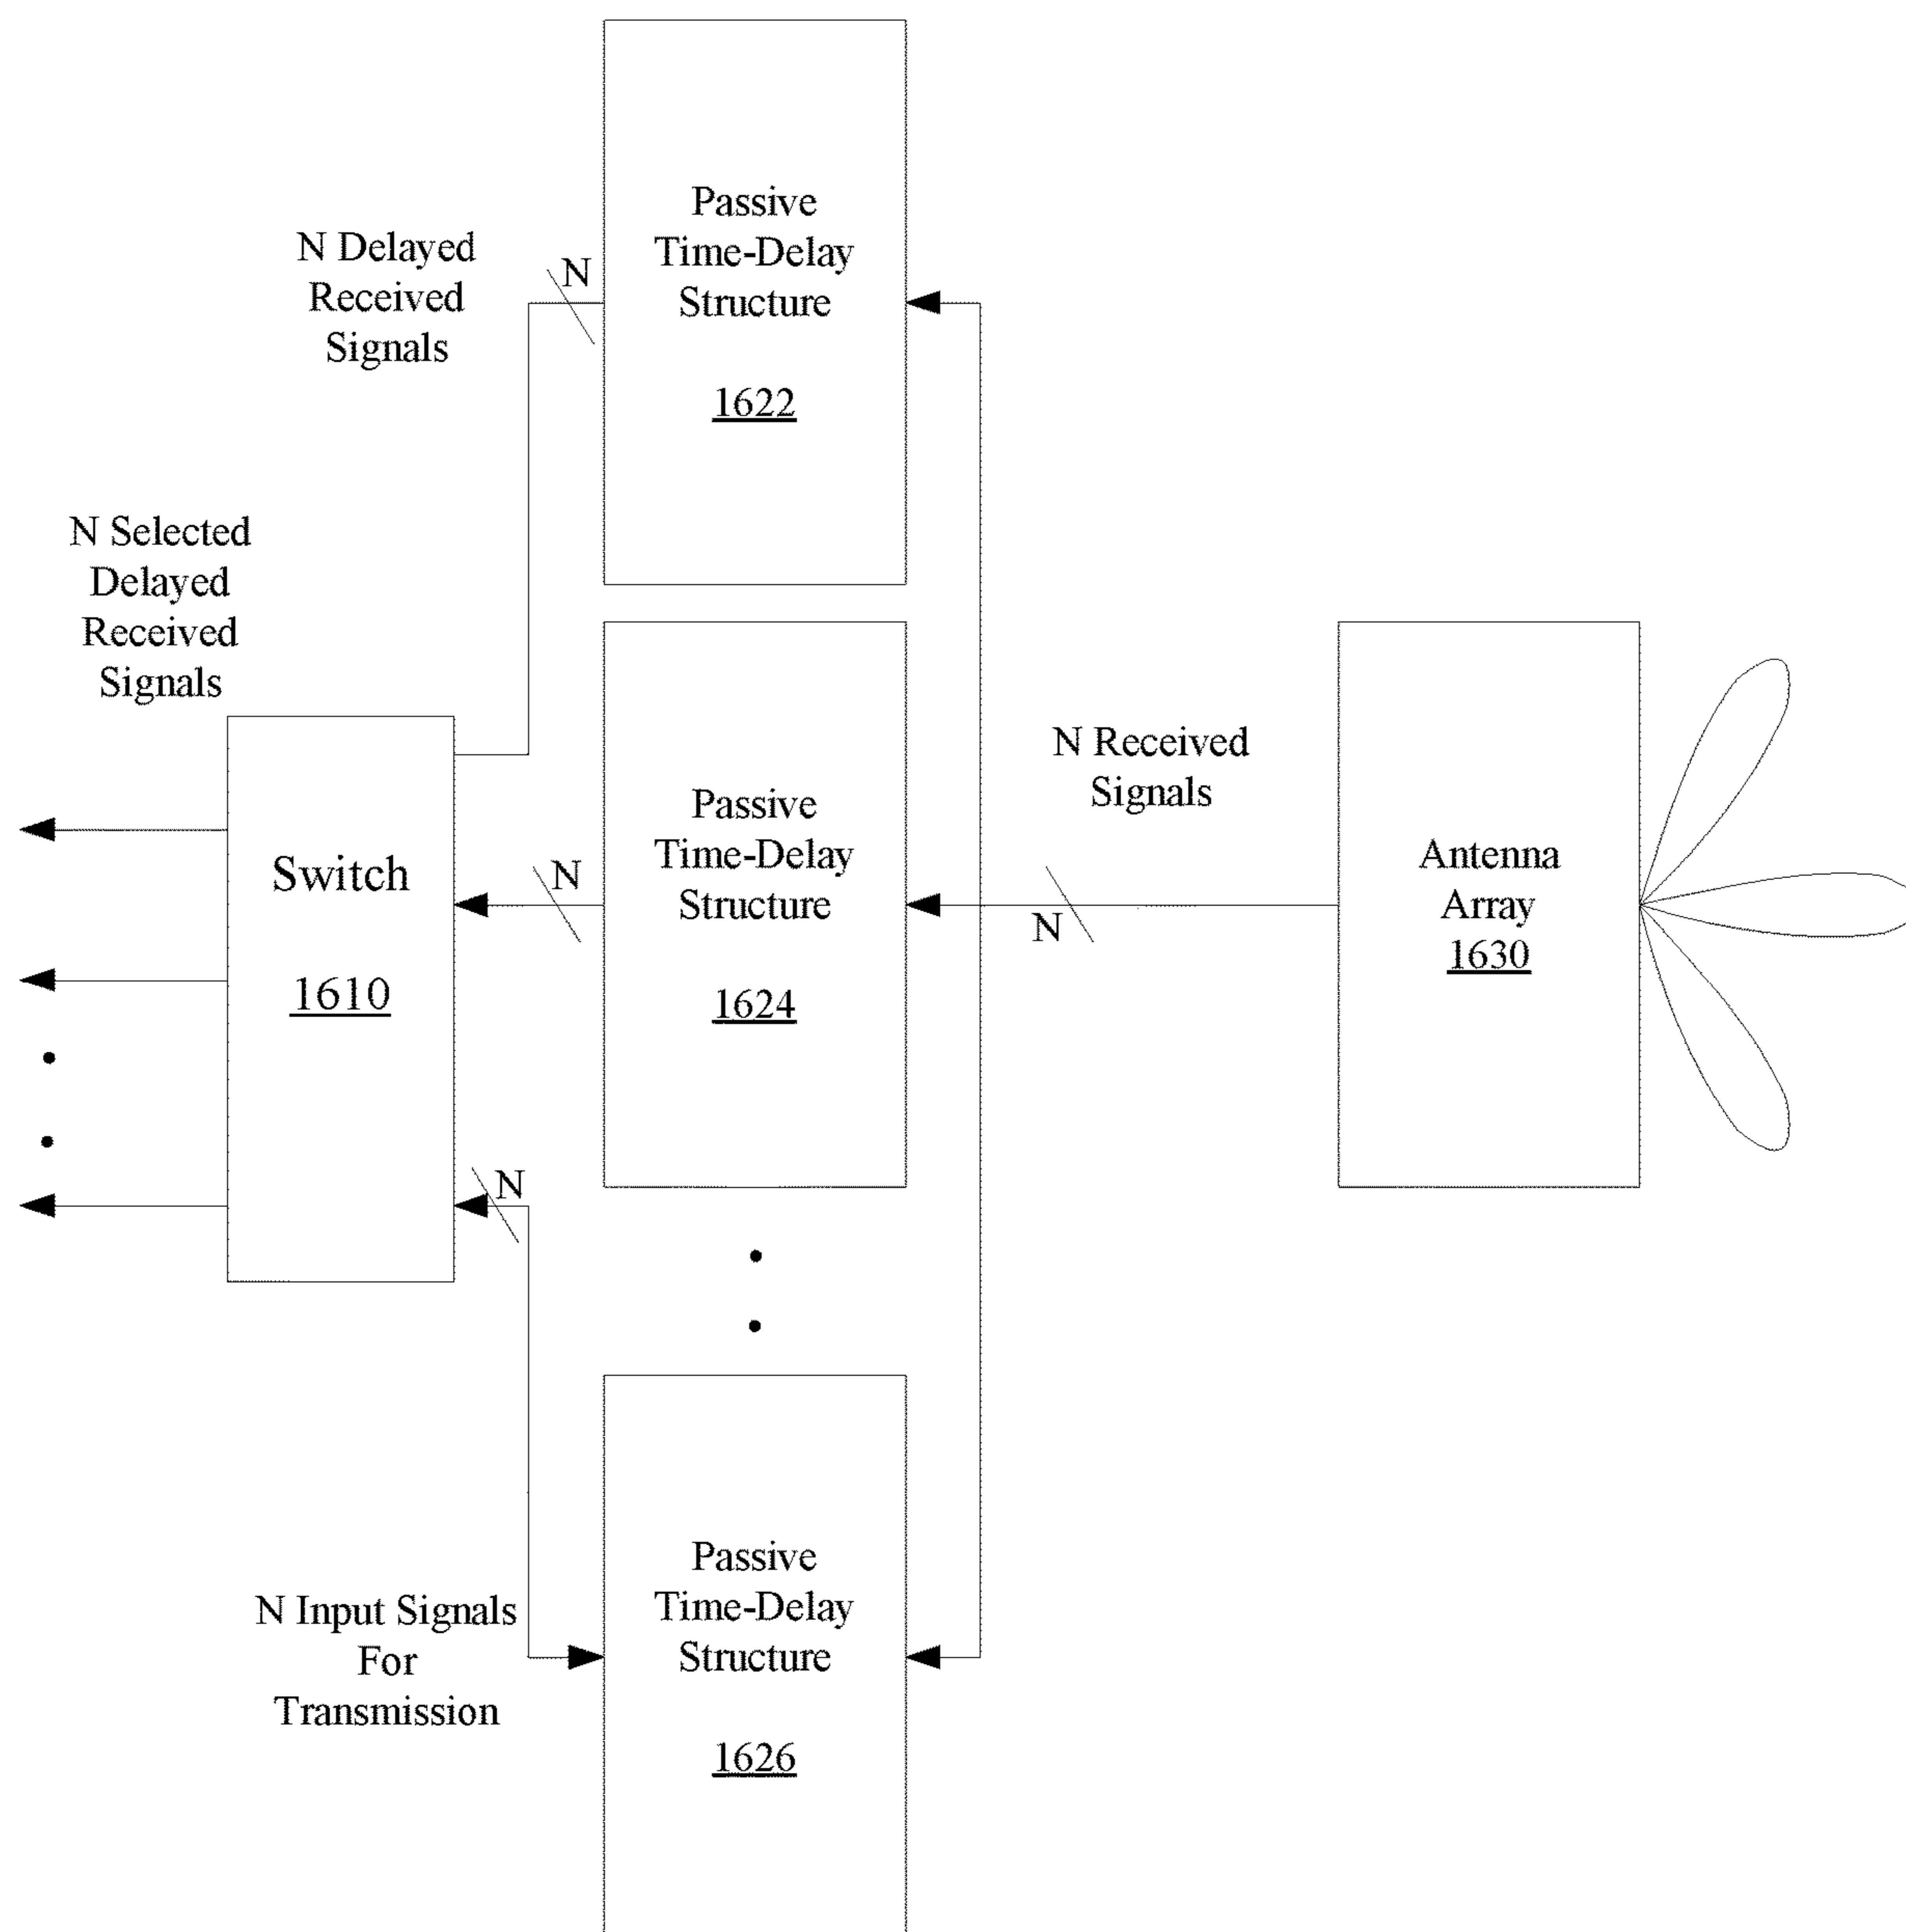 Passive
Time-Delay
Structure
1622
N Delayed
Received
Signals
N
N Selected
Delayed
Received
Signals
Switch
1610
N
Passive
Time-Delay
Structure
1624
N Received
Signals
N
Antenna
Array
1630
N
N Input Signals
For
Transmission
Passive
Time-Delay
Structure
1626